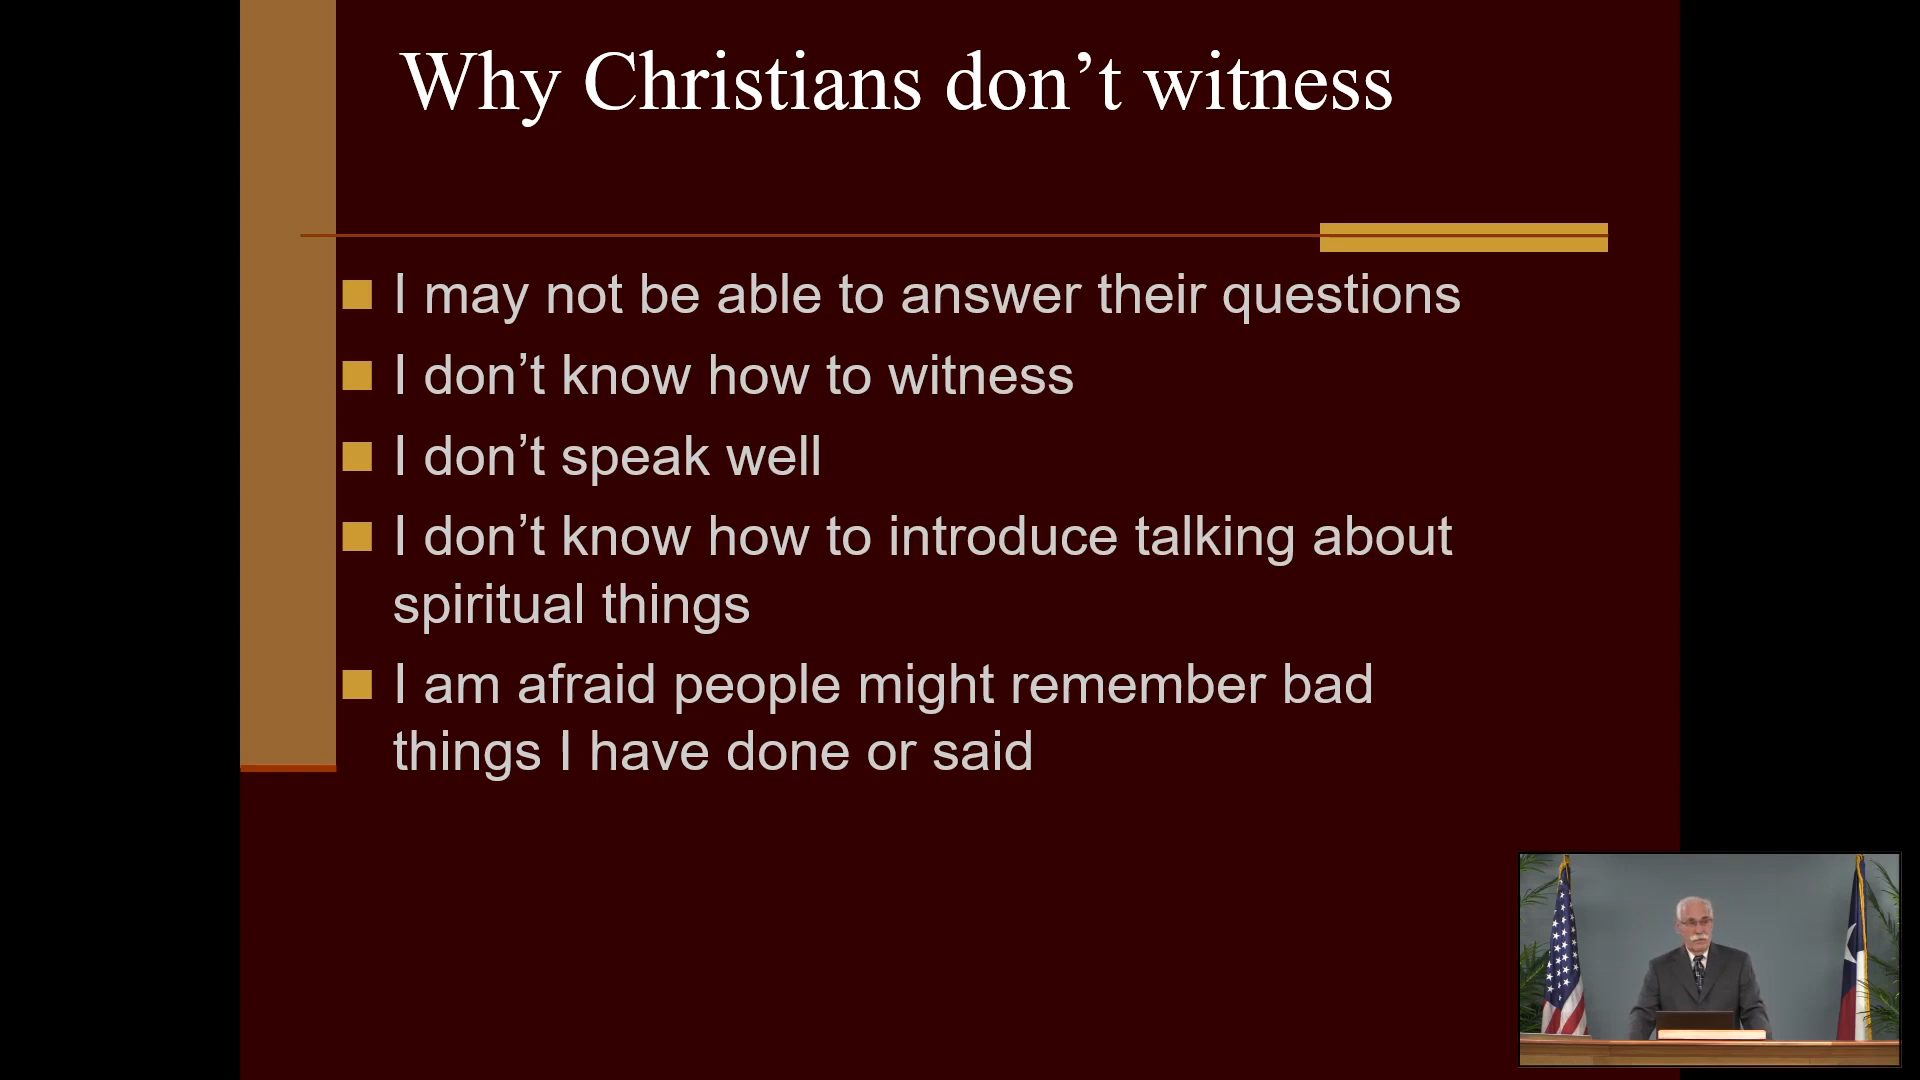 Why Christians don’t witness
I may not be able to answer their questions
I don’t know how to witness
I don’t speak well
I don’t know how to introduce talking about
spiritual things
I am afraid people might remember bad
things I have done or said